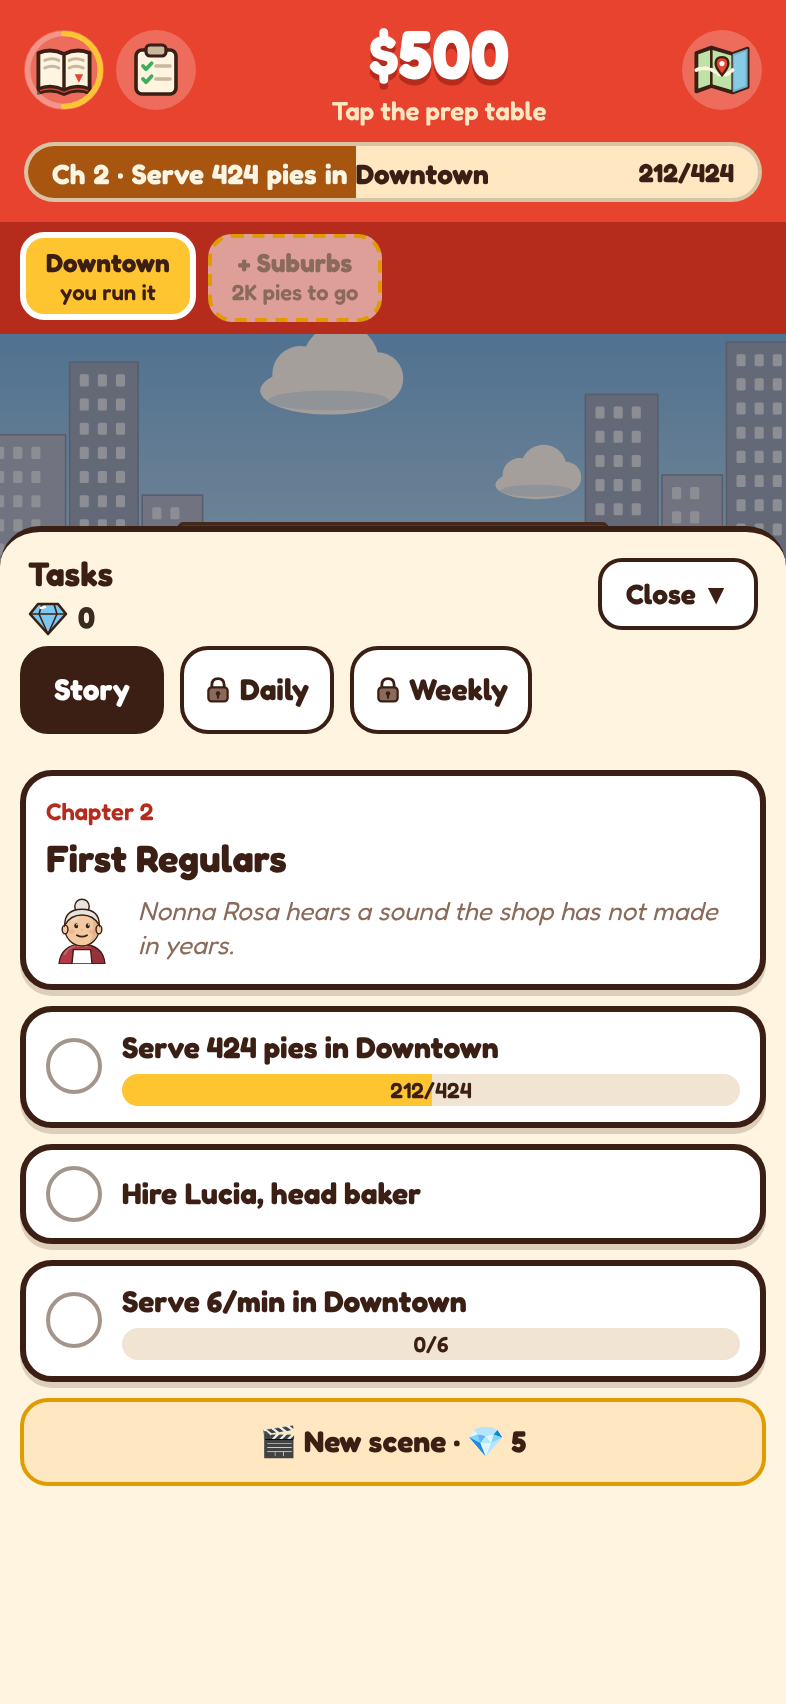 $500
Tap the prep table
Ch 2 · Serve 424 pies in Downtown
212/424
Downtown
you run it
+ Suburbs
2K pies to go
Tasks
0
Close ▼
Story
Daily
Weekly
Chapter 2
First Regulars
Nonna Rosa hears a sound the shop has not made
in years.
Serve 424 pies in Downtown
212/424
Hire Lucia, head baker
Serve 6/min in Downtown
0/6
🎬 New scene · 💎 5